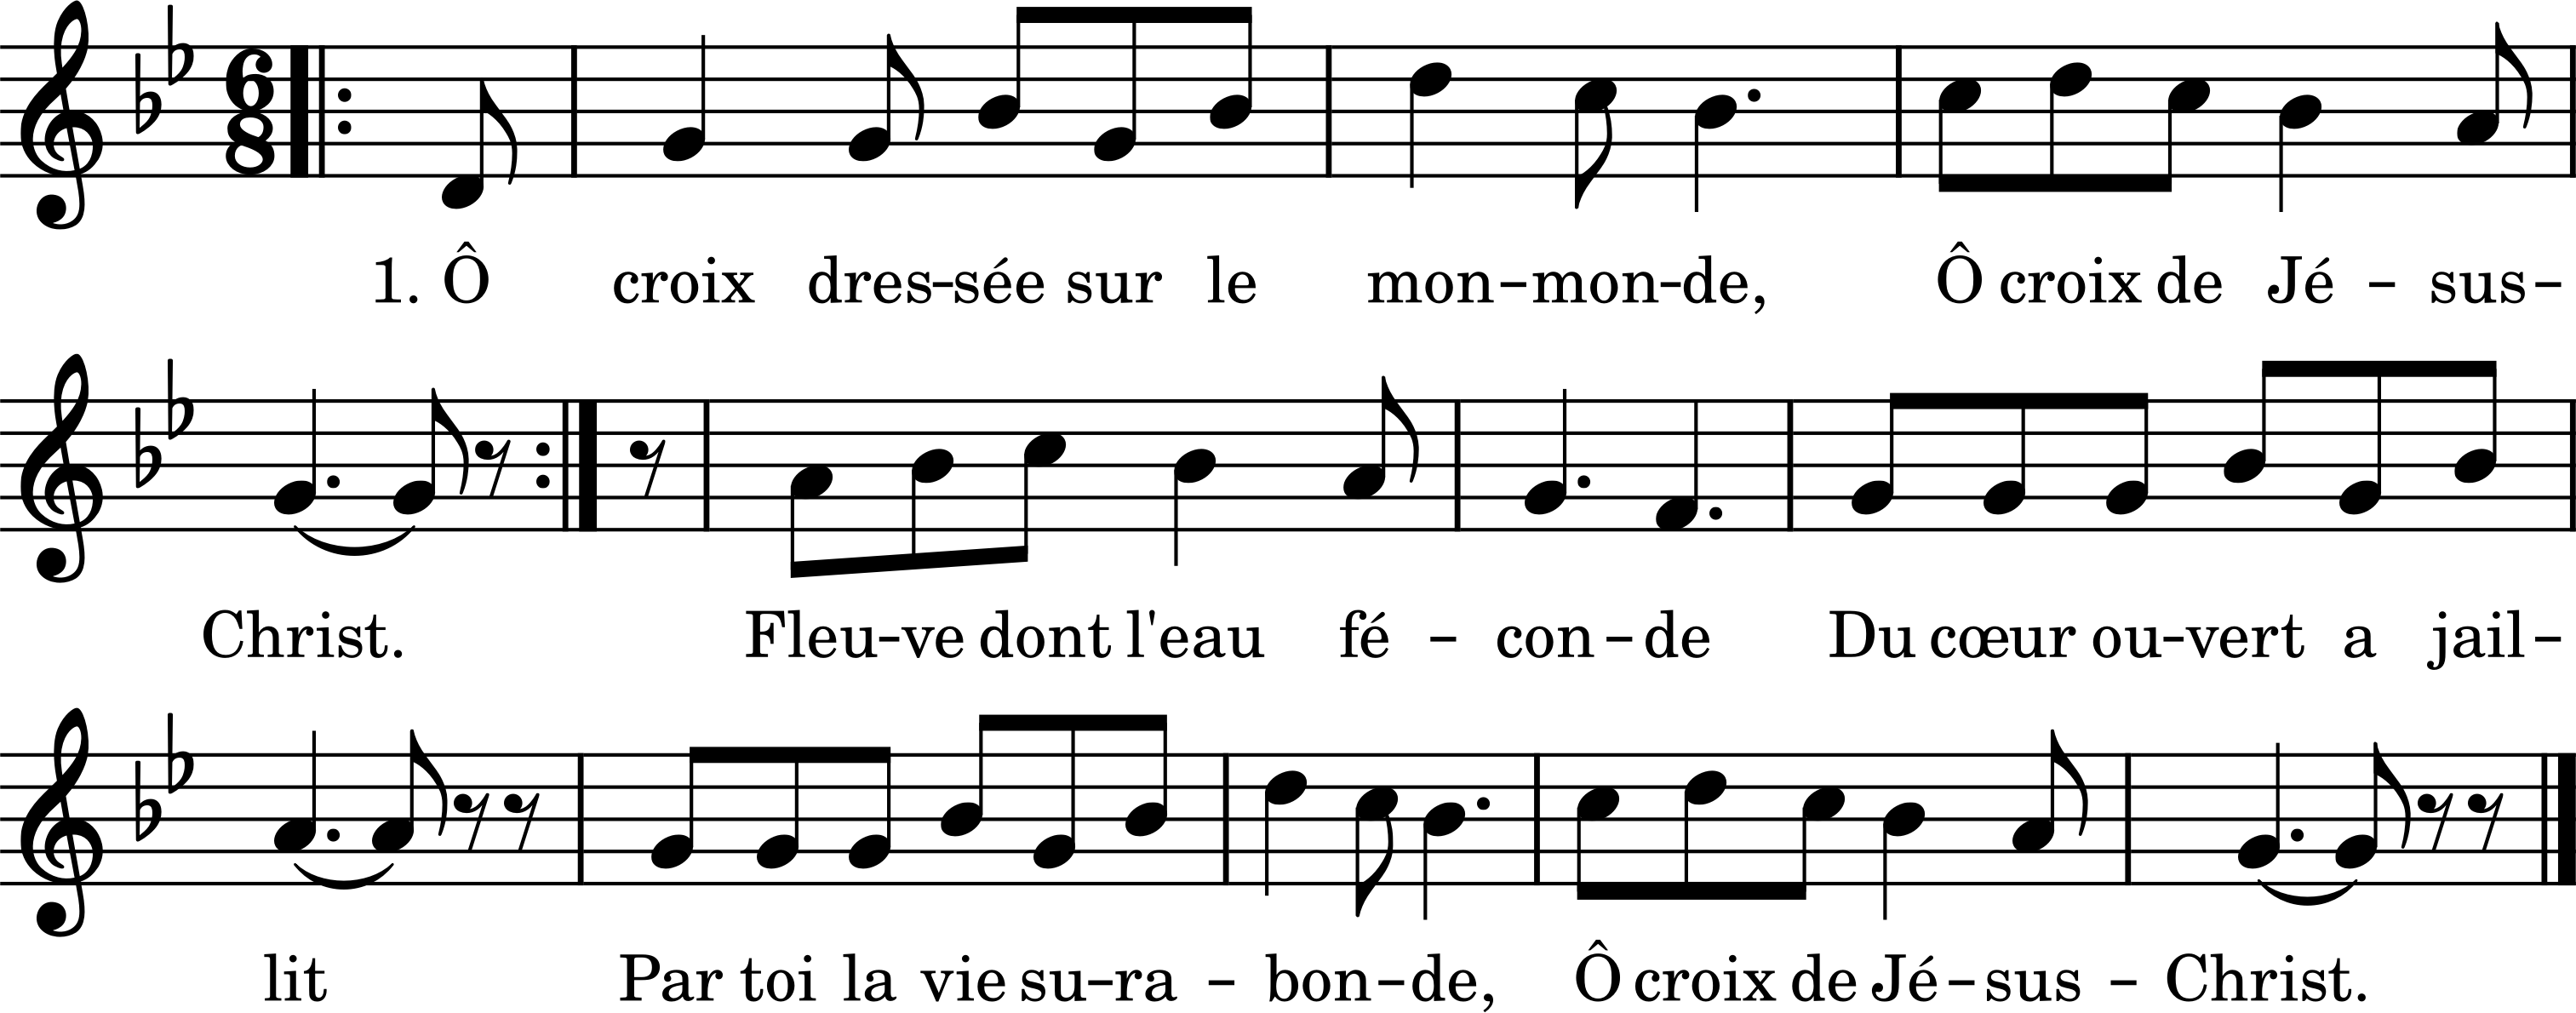 1. Ô croix dres-sée sur le mon-mon-de, Ô croix de Jé - sus-
Christ. Fleu-ve dont l'eau fé - con-de Du cœur ou-vert a jail-
lit Par toi la vie su-ra - bon-de, Ô croix de Jé-sus - Christ.